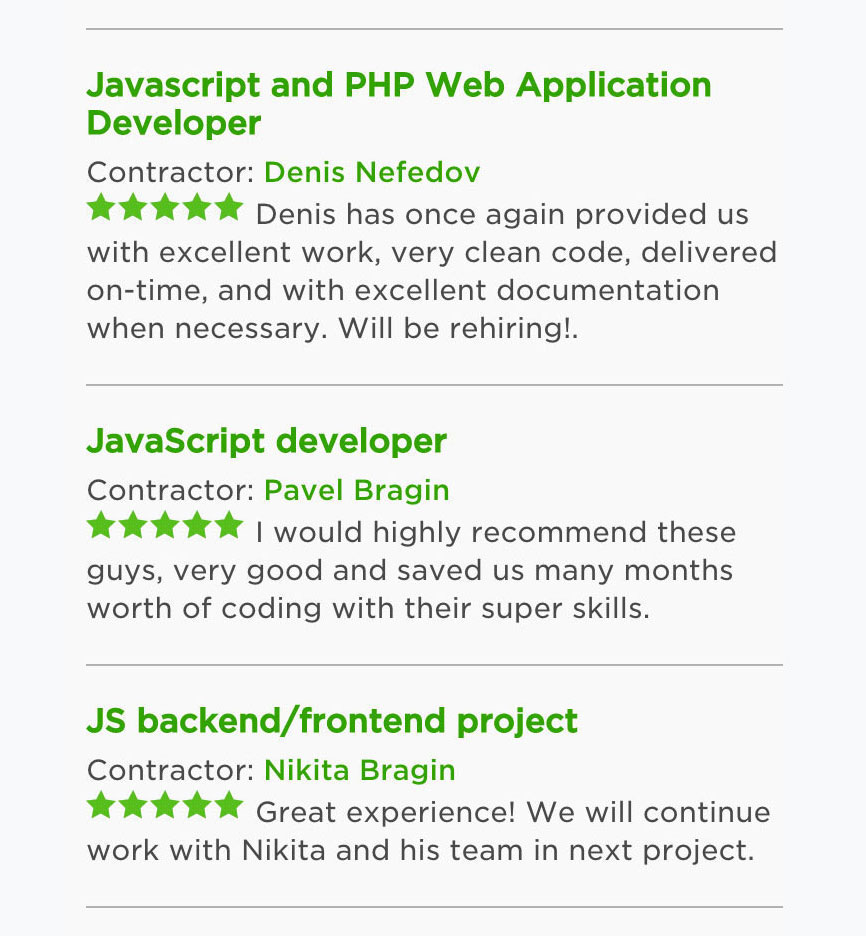 Javascript and PHP Web Application
Developer
Contractor: Denis Nefedov
Denis has once again provided us
with excellent work, very clean code, delivered
on-time, and with excellent documentation
when necessary. Will be rehiring!.
JavaScript developer
Contractor: Pavel Bragin
I would highly recommend these
guys, very good and saved us many months
worth of coding with their super skills.
JS backend/frontend project
Contractor: Nikita Bragin
Great experience! We will continue
work with Nikita and his team in next project.